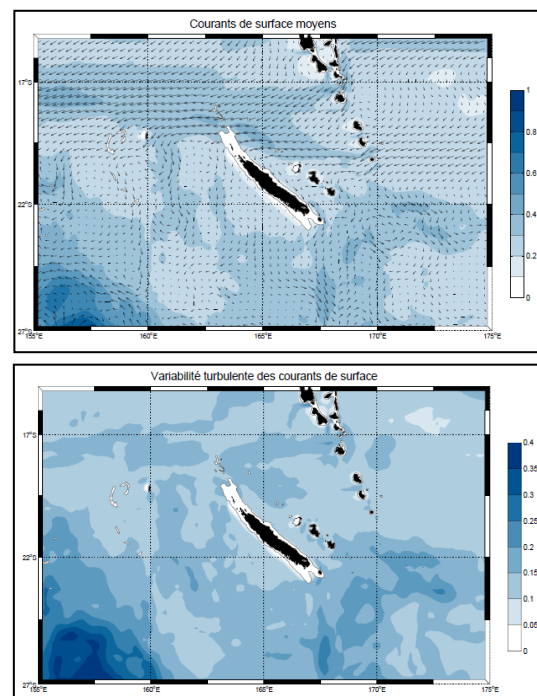 Courants de surface moyens
17°S
22°S
27°S
155°E
160°E
165°E
170°E
175°E
1
0.8
0.6
0.4
0.2
0
Variabilité turbulente des courants de surface
17°S
22°S
27°S
155°E
160°E
165°E
170°E
175°E
0.4
0.35
0.3
0.25
0.2
0.15
0.1
0.05
0